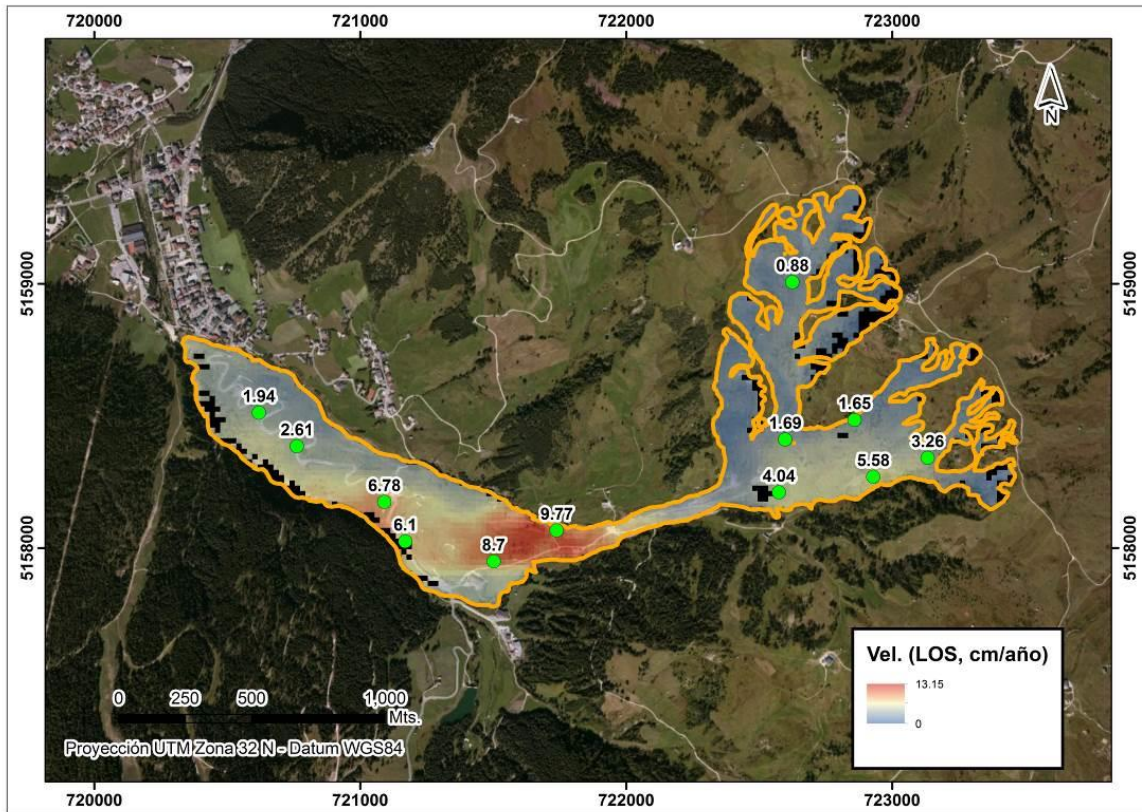 720000 721000 722000 723000
N
5159000 5159000
0.88
1.94
1.65
2.61
1.69
3.26
5.58
4.04
6.78
9.77
6.1
8.7
5158000 5158000
Vel. (LOS, cm/año)
13.15
0
0 250 500 1,000
Mts.
Proyección UTM Zona 32 N - Datum WGS84
720000 721000 722000 723000